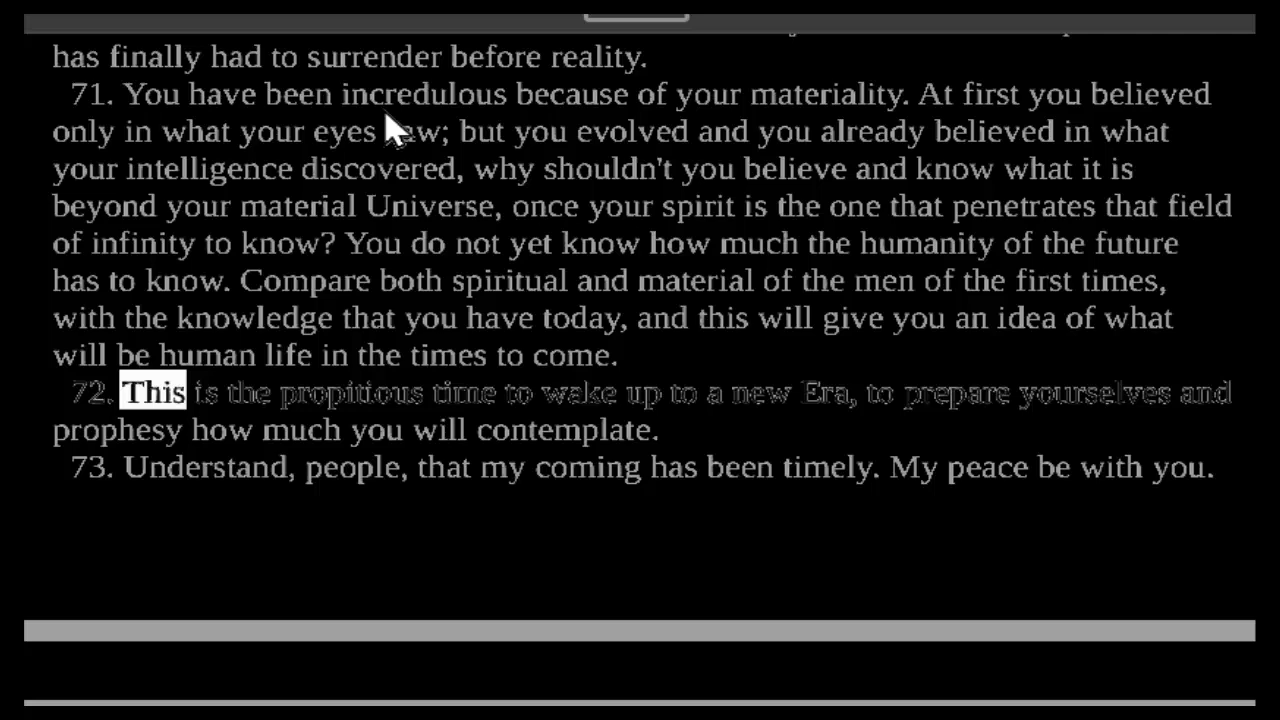 has finally had to surrender before reality.
71. You have been incredulous because of your materiality. At first you believed
only in what your eyes saw; but you evolved and you already believed in what
your intelligence discovered, why shouldn't you believe and know what it is
beyond your material Universe, once your spirit is the one that penetrates that field
of infinity to know? You do not yet know how much the humanity of the future
has to know. Compare both spiritual and material of the men of the first times,
with the knowledge that you have today, and this will give you an idea of what
will be human life in the times to come.
72. This is the propitious time to wake up to a new Era, to prepare yourselves and
prophesy how much you will contemplate.
73. Understand, people, that my coming has been timely. My peace be with you.